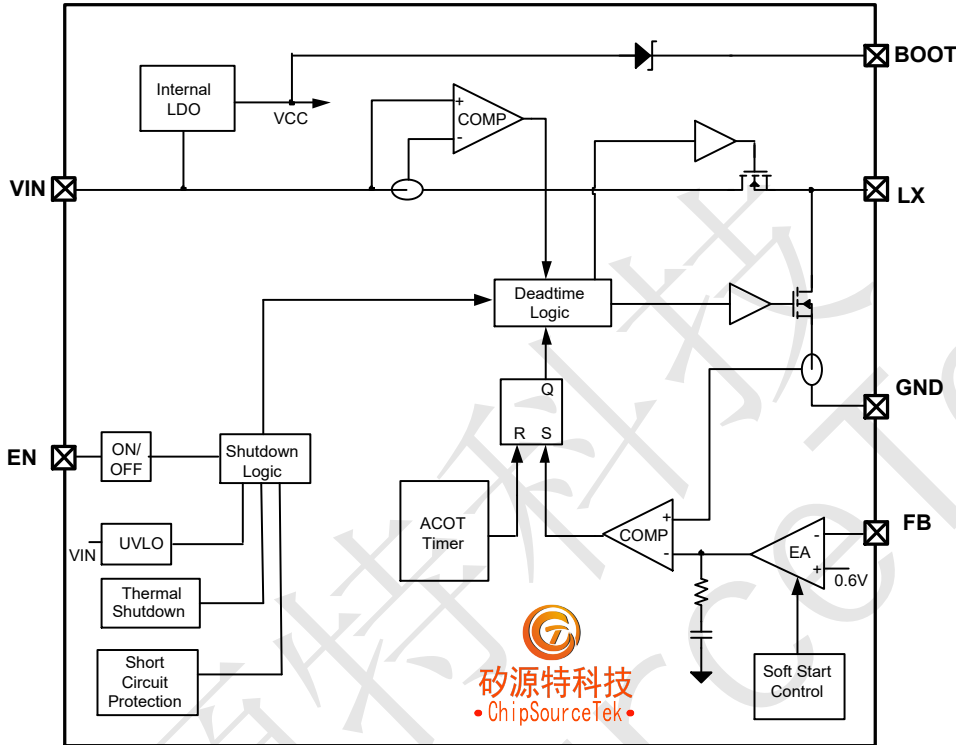 BOOT
Internal
LDO
VCC
+
COMP
-
VIN
LX
Deadtime
Logic
Q
R S
GND
EN
ON/
OFF
Shutdown
Logic
ACOT
Timer
+
COMP
-
FB
-
EA
+
0.6V
VIN
UVLO
Thermal
Shutdown
Short
Circuit
Protection
Soft Start
Control
矽源特科技
•ChipSourceTek•